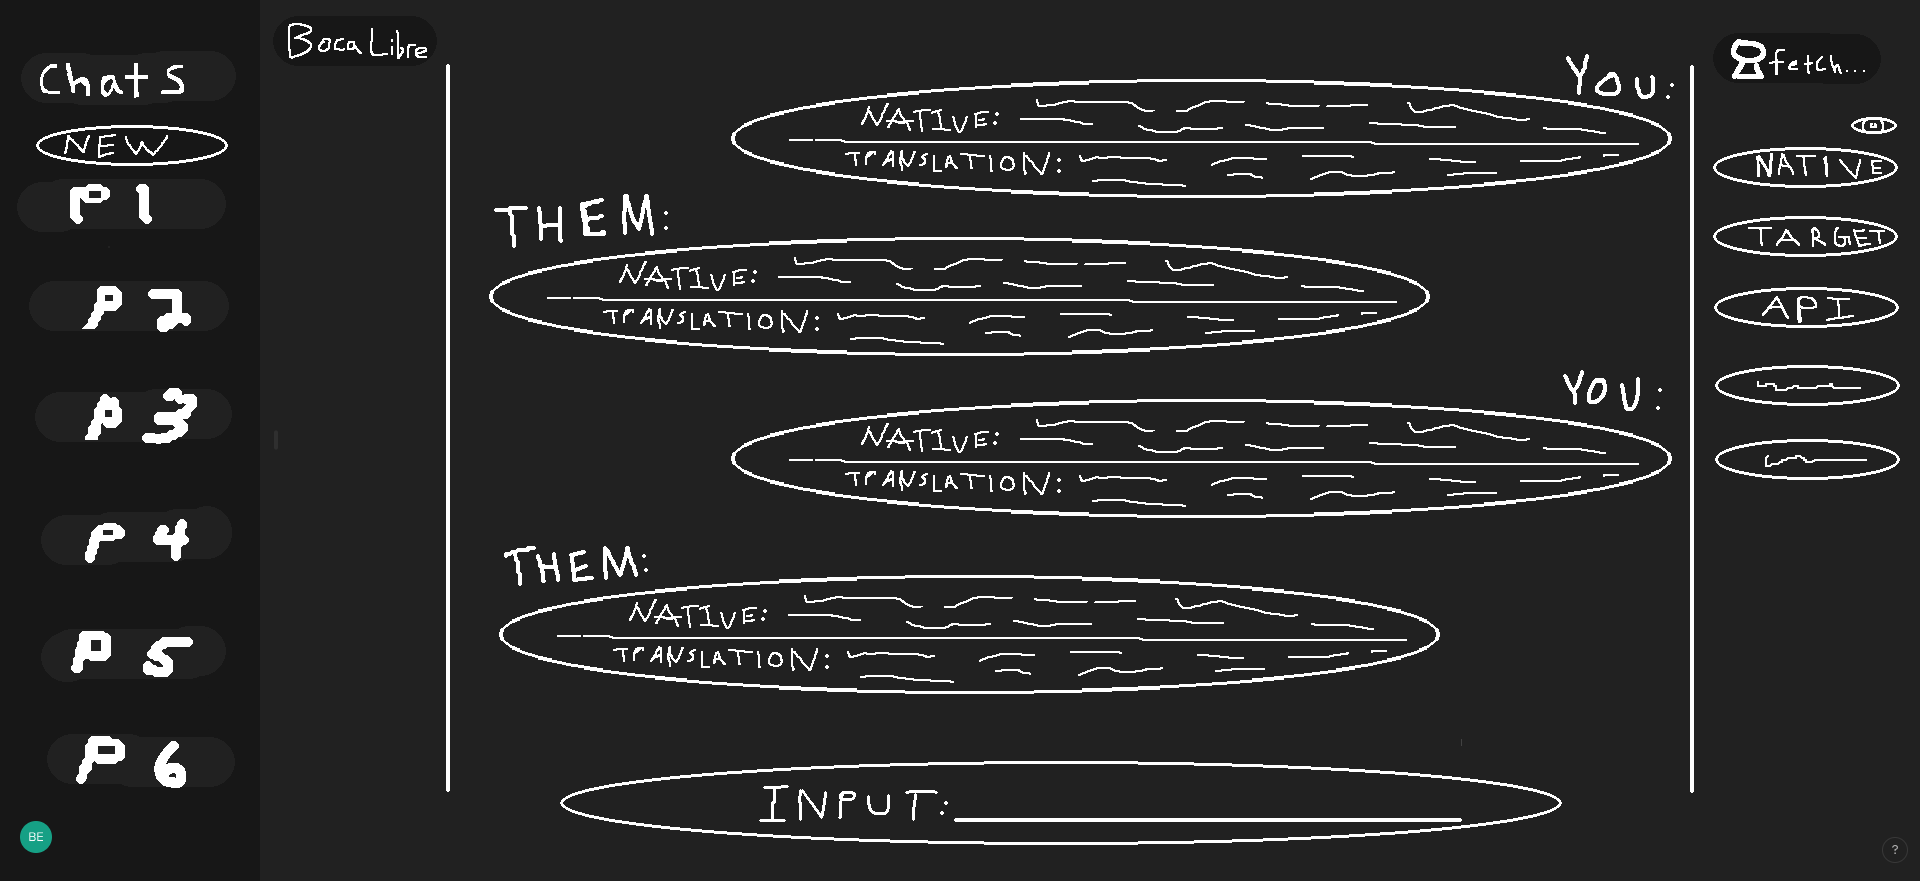 Chats
NEW
P 1
P 2
P 3
P 4
P 5
P 6
BE
Boca Libre
YOU:
NATIVE:
TRANSLATION:
THEM:
NATIVE:
TRANSLATION:
YOU:
NATIVE:
TRANSLATION:
THEM:
NATIVE:
TRANSLATION:
INPUT:
fetch...
NATIVE
TARGET
API
?